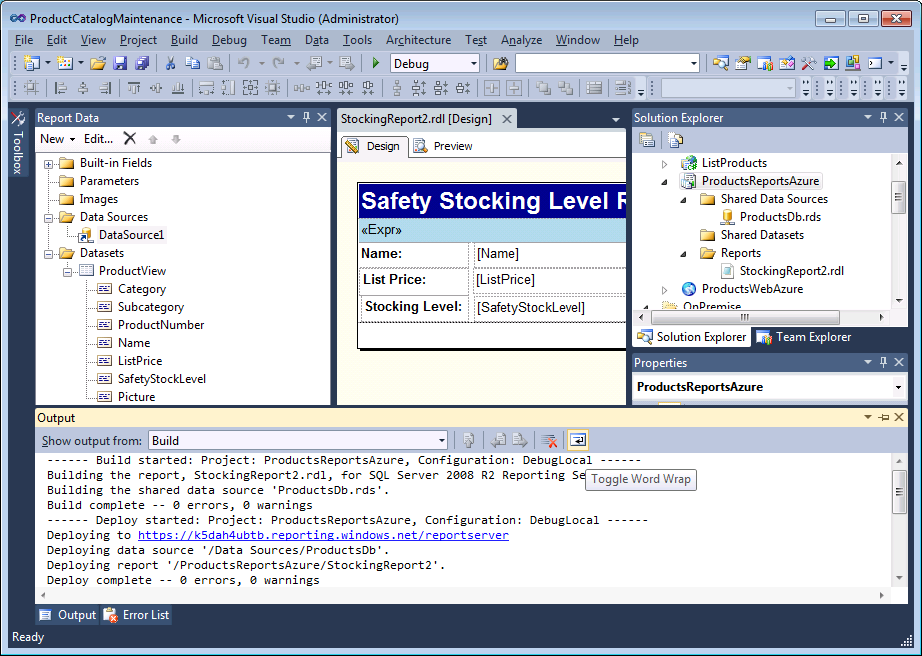 ProductCatalogMaintenance - Microsoft Visual Studio (Administrator)
File Edit View Project Build Debug Team Data Tools Architecture Test Analyze Window Help
Debug
Toolbox
Report Data
New Edit...
Built-in Fields
Parameters
Images
Data Sources
DataSource1
Datasets
ProductView
Category
Subcategory
ProductNumber
Name
ListPrice
SafetyStockLevel
Picture
StockingReport2.rdl [Design]
Design Preview
Safety Stocking Level R
«Expr»
Name: [Name]
List Price: [ListPrice]
Stocking Level: [SafetyStockLevel]
Solution Explorer
ListProducts
ProductsReportsAzure
Shared Data Sources
ProductsDb.rds
Shared Datasets
Reports
StockingReport2.rdl
ProductsWebAzure
OnPremise
Solution Explorer Team Explorer
Properties
ProductsReportsAzure
Output
Show output from: Build
------ Build started: Project: ProductsReportsAzure, Configuration: DebugLocal ------
Building the report, StockingReport2.rdl, for SQL Server 2008 R2 Reporting Se
Toggle Word Wrap
Building the shared data source 'ProductsDb.rds'.
Build complete -- 0 errors, 0 warnings
------ Deploy started: Project: ProductsReportsAzure, Configuration: DebugLocal ------
Deploying to https://k5dah4ubtb.reporting.windows.net/reportserver
Deploying data source '/Data Sources/ProductsDb'.
Deploying report '/ProductsReportsAzure/StockingReport2'.
Deploy complete -- 0 errors, 0 warnings
Output Error List
Ready